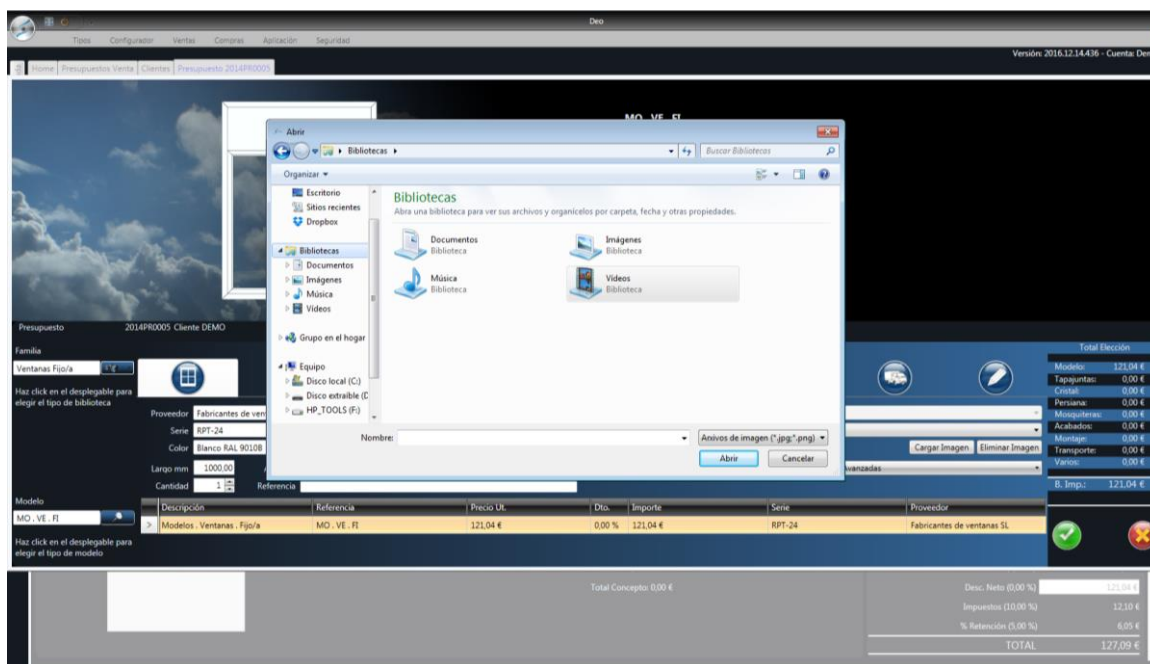 Deo
Tipos Configurador Ventas Compras Aplicación Seguridad
Versión: 2016.12.14.436 - Cuenta: Dem
Home Presupuestos Venta Clientes Presupuesto 2014PR0005
MO . VE . FI
Abrir
Bibliotecas
Buscar Bibliotecas
Organizar
Escritorio
Sitios recientes
Dropbox
Bibliotecas
Documentos
Imágenes
Música
Vídeos
Grupo en el hogar
Equipo
Disco local (C:)
Disco extraíble (D
HP_TOOLS (F:)
Bibliotecas
Abra una biblioteca para ver sus archivos y organícelos por carpeta, fecha y otras propiedades.
Documentos
Biblioteca
Imágenes
Biblioteca
Música
Biblioteca
Vídeos
Biblioteca
Nombre:
Arxivos de imagen (*.jpg;*.png)
Abrir Cancelar
Presupuesto 2014PR0005 Cliente DEMO
Familia
Ventanas Fijo/a
Haz click en el desplegable para
elegir el tipo de biblioteca
Proveedor Fabricantes de ven
Serie RPT-24
Color Blanco RAL 9010B
Cargar Imagen Eliminar Imagen
Largo mm 1000,00
Avanzadas
Cantidad 1 Referencia
Modelo
MO . VE . FI
Haz click en el desplegable para
elegir el tipo de modelo
Descripción Referencia Precio Ut. Dto. Importe Serie Proveedor
Modelos . Ventanas . Fijo/a MO . VE . FI 121,04 € 0,00 % 121,04 € RPT-24 Fabricantes de ventanas SL
Total Elección
Modelo: 121,04 €
Tapajuntas: 0,00 €
Cristal: 0,00 €
Persiana: 0,00 €
Mosquiteras: 0,00 €
Acabados: 0,00 €
Montaje: 0,00 €
Transporte: 0,00 €
Varios: 0,00 €
B. Imp.: 121,04 €
Total Concepto: 0,00 €
Desc. Neto (0,00 %) 121,04 €
Impuestos (10,00 %) 12,10 €
% Retención (5,00 %) 6,05 €
TOTAL 127,09 €